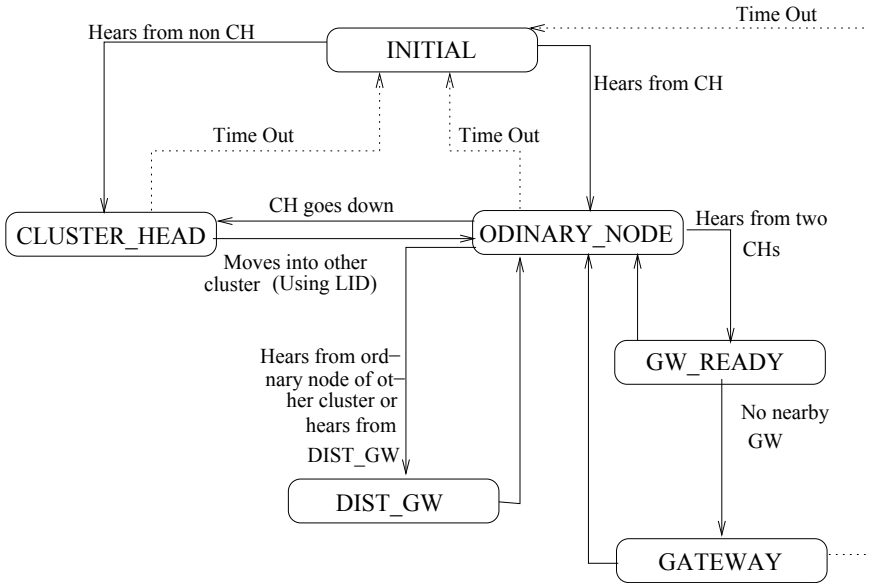 Time Out
Hears from non CH
INITIAL
Hears from CH
Time Out
Time Out
CH goes down
CLUSTER_HEAD
ODINARY_NODE
Hears from two
CHs
Moves into other
cluster (Using LID)
Hears from ord–
nary node of ot–
her cluster or
hears from
DIST_GW
GW_READY
No nearby
GW
DIST_GW
GATEWAY